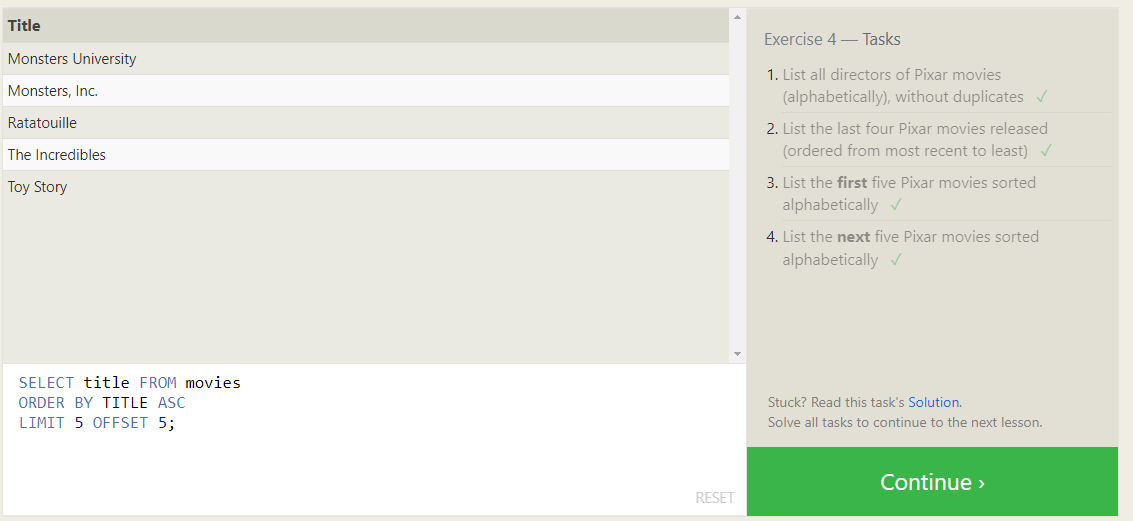 Title
Monsters University
Monsters, Inc.
Ratatouille
The Incredibles
Toy Story
SELECT title FROM movies
ORDER BY TITLE ASC
LIMIT 5 OFFSET 5;
RESET
Exercise 4 — Tasks
1. List all directors of Pixar movies
(alphabetically), without duplicates ✓
2. List the last four Pixar movies released
(ordered from most recent to least) ✓
3. List the first five Pixar movies sorted
alphabetically ✓
4. List the next five Pixar movies sorted
alphabetically ✓
Stuck? Read this task's Solution.
Solve all tasks to continue to the next lesson.
Continue ›